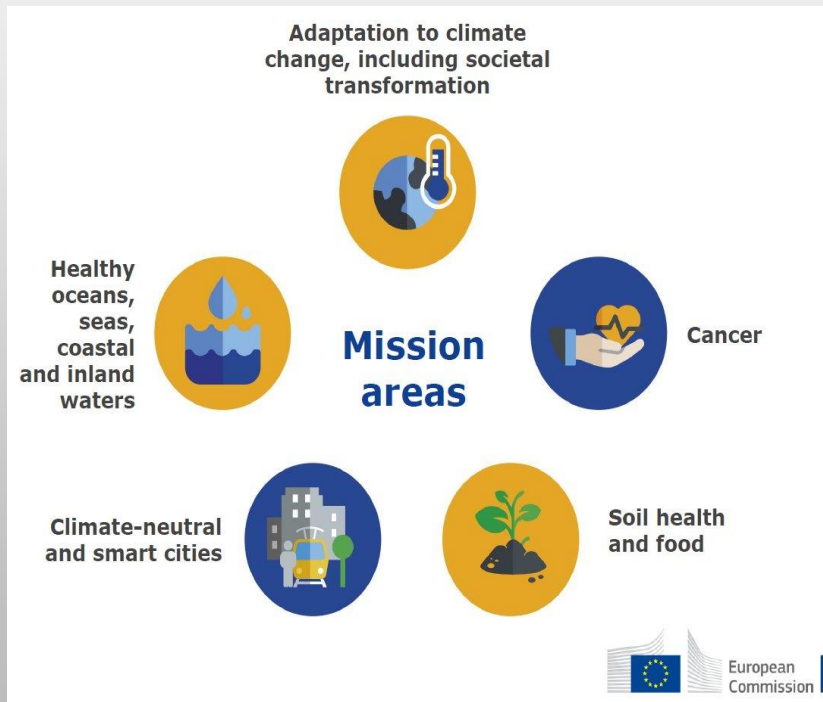 Adaptation to climate
change, including societal
transformation
Healthy
oceans,
seas,
coastal
and inland
waters
Mission
areas
Cancer
Climate-neutral
and smart cities
Soil health
and food
European
Commission